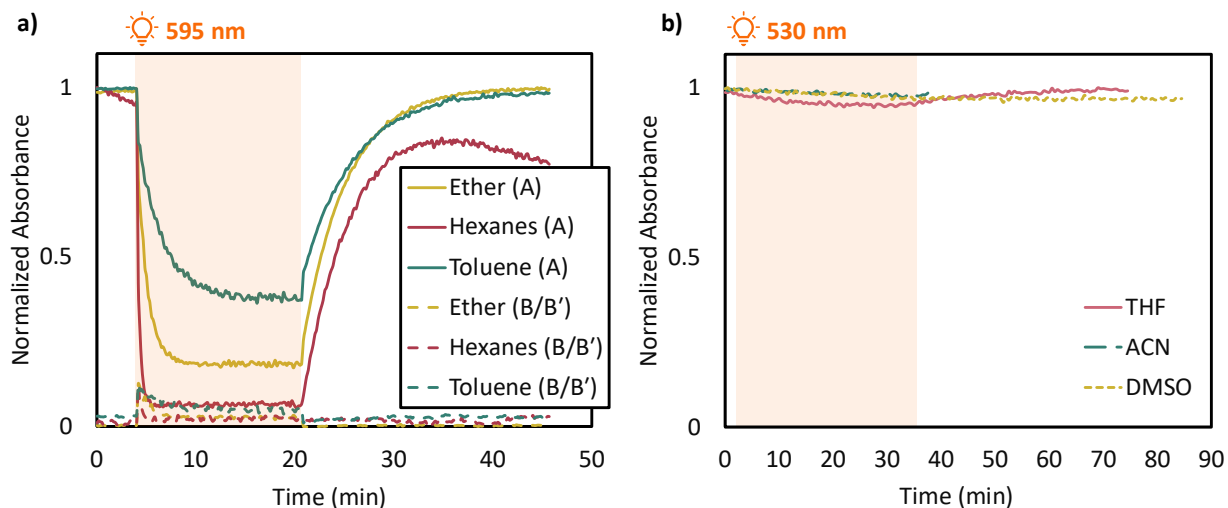 a)
595 nm
Normalized Absorbance
1
0.5
0
0
10
20
30
40
50
Time (min)
Ether (A)
Hexanes (A)
Toluene (A)
Ether (B/B’)
Hexanes (B/B’)
Toluene (B/B’)
b)
530 nm
Normalized Absorbance
1
0.5
0
0
10
20
30
40
50
60
70
80
90
Time (min)
THF
ACN
DMSO